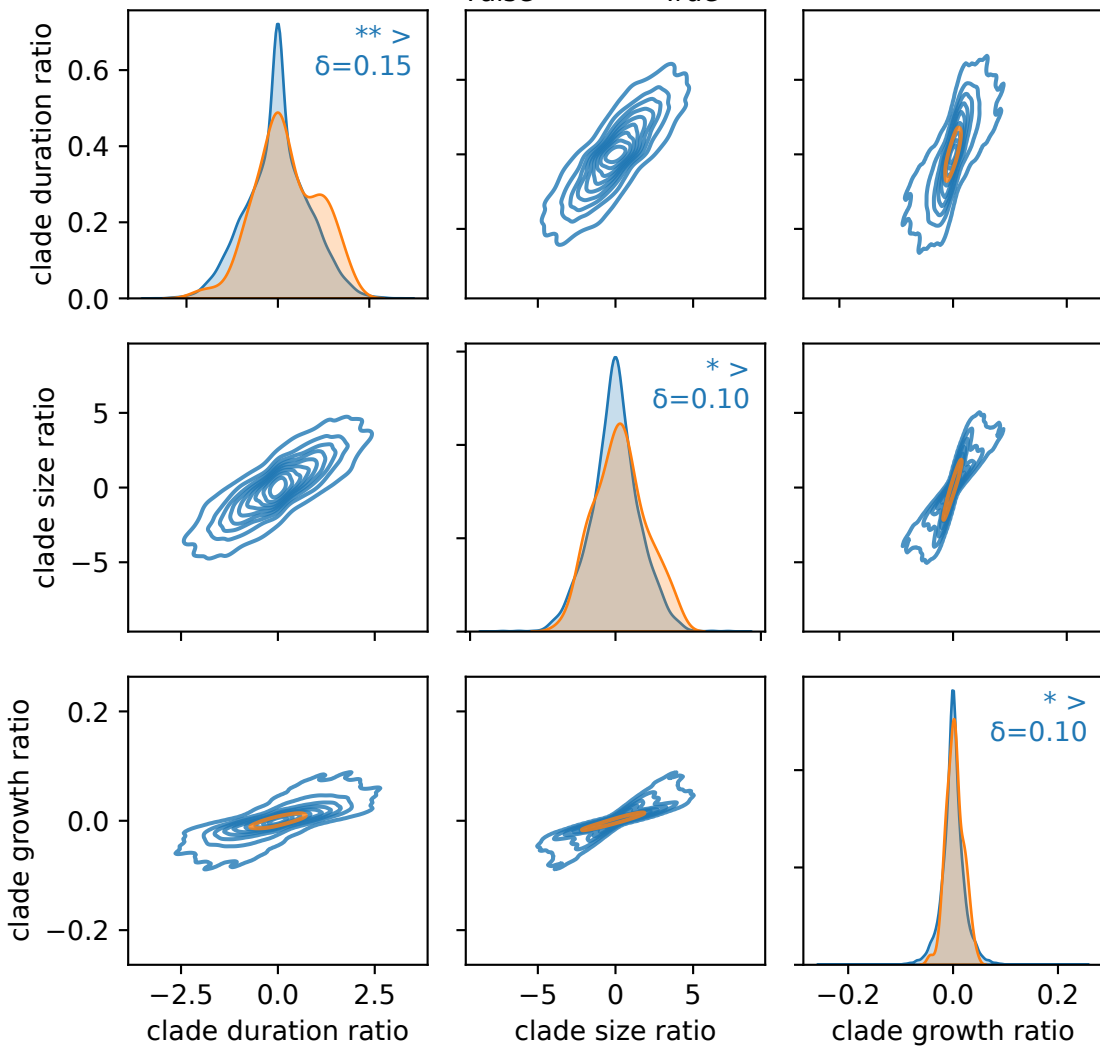 clade duration ratio
0.6
0.4
0.2
0.0
** >
δ=0.15
clade size ratio
5
0
−5
* >
δ=0.10
clade growth ratio
0.2
0.0
−0.2
* >
δ=0.10
−2.5 0.0 2.5
−5 0 5
−0.2 0.0 0.2
clade duration ratio
clade size ratio
clade growth ratio